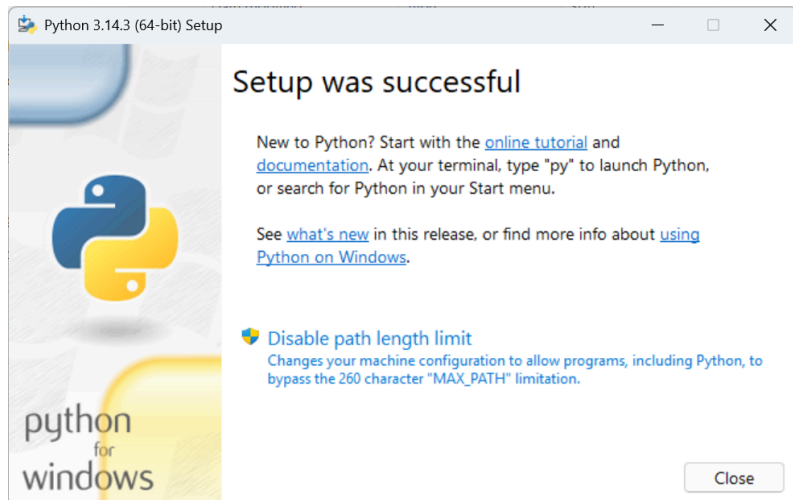 Python 3.14.3 (64-bit) Setup
Setup was successful
New to Python? Start with the online tutorial and
documentation. At your terminal, type "py" to launch Python,
or search for Python in your Start menu.
See what's new in this release, or find more info about using
Python on Windows.
Disable path length limit
Changes your machine configuration to allow programs, including Python, to
bypass the 260 character "MAX_PATH" limitation.
python
for
windows
Close